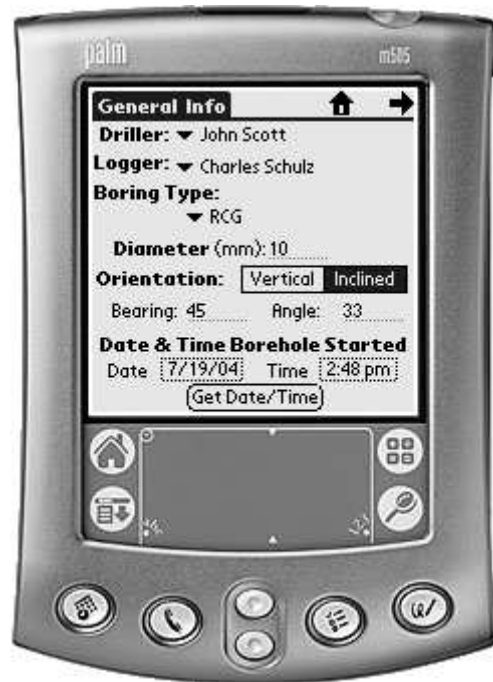 palm m505
General Info
Driller: John Scott
Logger: Charles Schulz
Boring Type:
RCG
Diameter (mm): 10
Orientation: Vertical Inclined
Bearing: 45 Angle: 33
Date & Time Borehole Started
Date 7/19/04 Time 2:48 pm
Get Date/Time